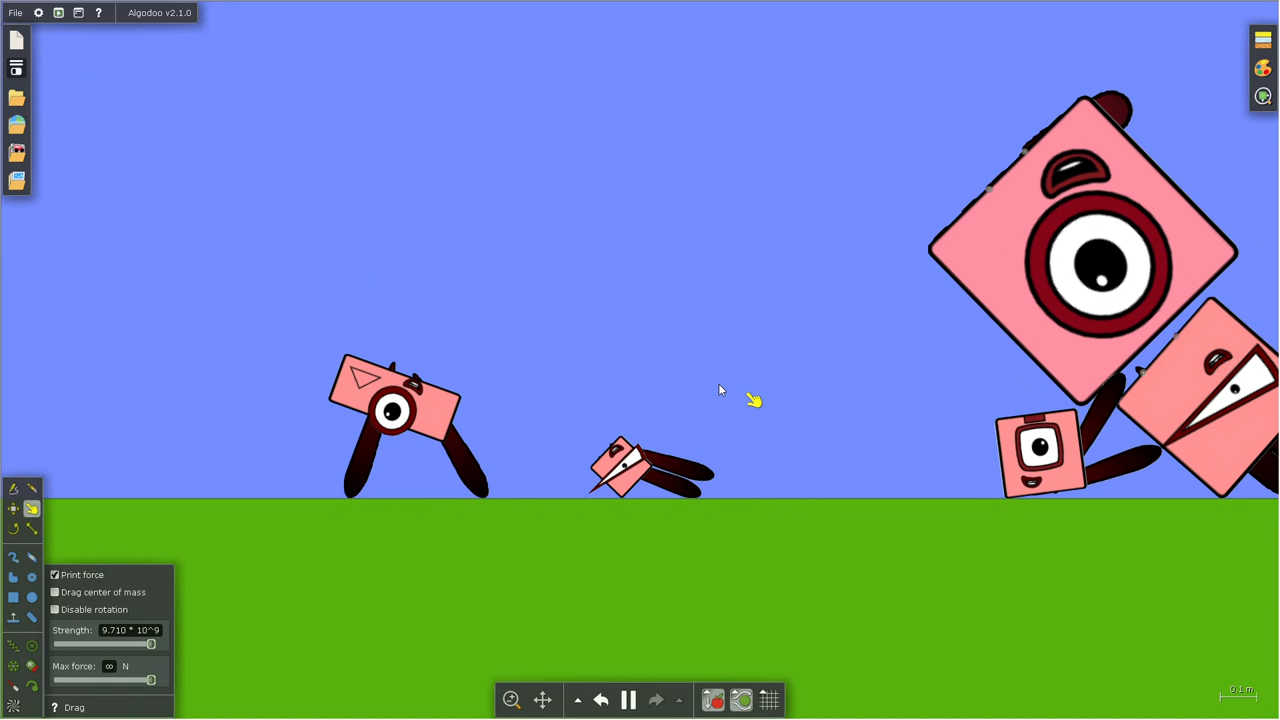 File ? Algodoo v2.1.0
Print force
Drag center of mass
Disable rotation
Strength: 9.710 * 10^9
Max force: ∞ N
? Drag
0.1 m